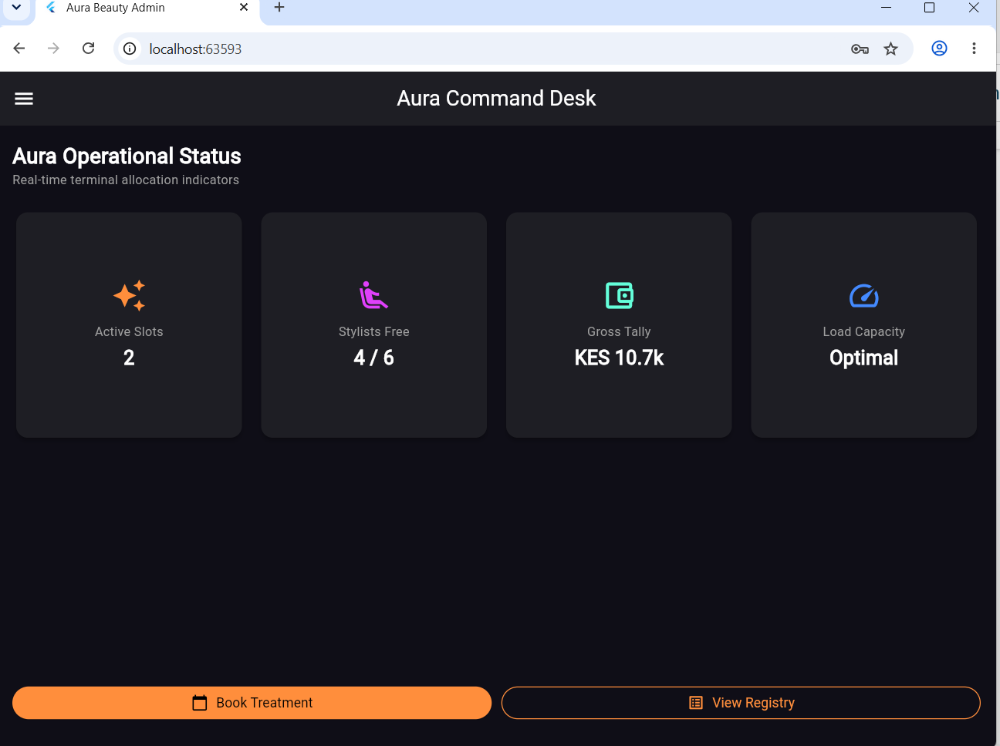 Aura Beauty Admin
localhost:63593
Aura Command Desk
Aura Operational Status
Real-time terminal allocation indicators
Active Slots
2
Stylists Free
4 / 6
Gross Tally
KES 10.7k
Load Capacity
Optimal
Book Treatment
View Registry